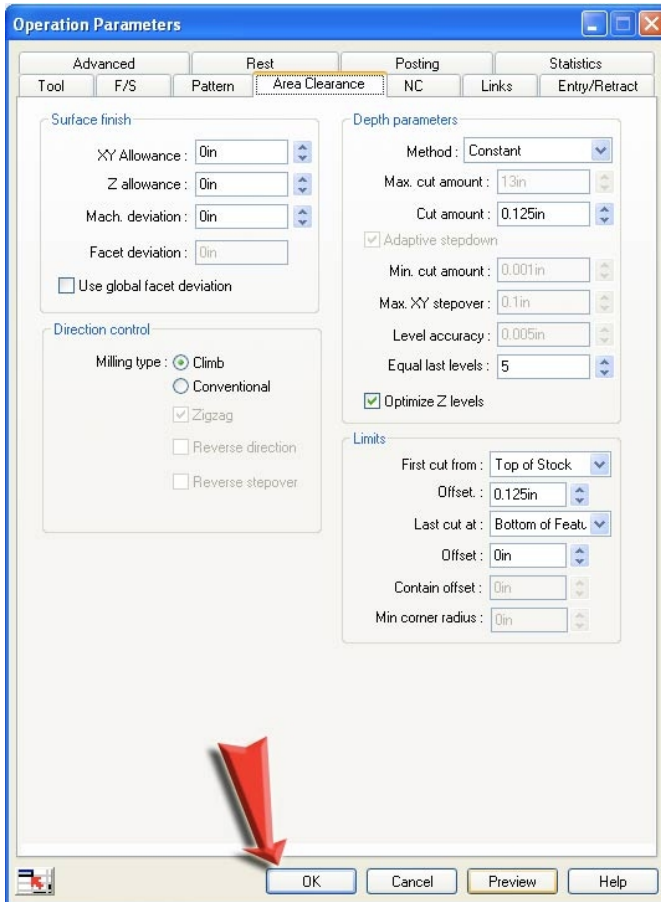 Operation Parameters
Advanced Rest Posting Statistics
Tool F/S Pattern Area Clearance NC Links Entry/Retract
Surface finish
XY Allowance : 0in
Z allowance : 0in
Mach. deviation : 0in
Facet deviation : 0in
Use global facet deviation
Direction control
Milling type : Climb
Conventional
Zigzag
Reverse direction
Reverse stepover
Depth parameters
Method : Constant
Max. cut amount : 13in
Cut amount : 0.125in
Adaptive stepdown
Min. cut amount : 0.001in
Max. XY stepover : 0.1in
Level accuracy : 0.005in
Equal last levels : 5
Optimize Z levels
Limits
First cut from : Top of Stock
Offset. : 0.125in
Last cut at : Bottom of Featu
Offset : 0in
Contain offset : 0in
Min corner radius : 0in
OK Cancel Preview Help